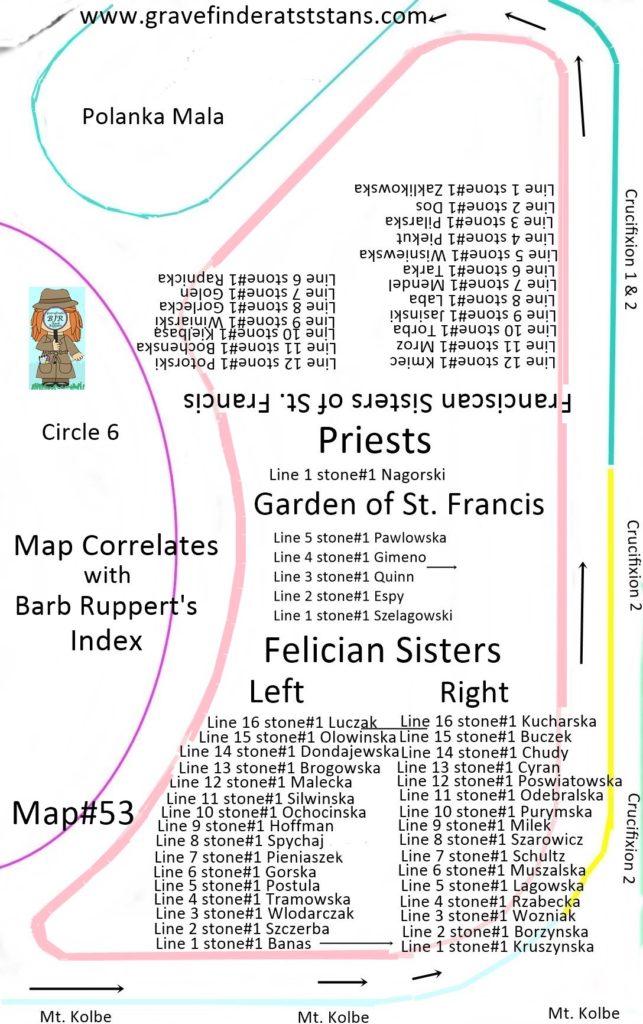 www.gravefinderatststans.com
Polanka Mala
Crucifixion 1 & 2
Line 1 stone#1 Zaklikowska
Line 2 stone#1 Dos
Line 3 stone#1 Pilarska
Line 4 stone#1 Piekut
Line 5 stone#1 Wisniewska
Line 6 stone#1 Tarka
Line 7 stone#1 Mendel
Line 8 stone#1 Laba
Line 9 stone#1 Jasinski
Line 10 stone#1 Torba
Line 11 stone#1 Mroz
Line 12 stone#1 Kmiec
Line 6 stone#1 Rapnicka
Line 7 stone#1 Golen
Line 8 stone#1 Gorlecka
Line 9 stone#1 Winiarski
Line 10 stone#1 Kielbasa
Line 11 stone#1 Bochenska
Line 12 stone#1 Potorski
BJR
Franciscan Sisters of St. Francis
Circle 6
Priests
Line 1 stone#1 Nagorski
Garden of St. Francis
Line 5 stone#1 Pawlowska
Line 4 stone#1 Gimeno
Line 3 stone#1 Quinn
Line 2 stone#1 Espy
Line 1 stone#1 Szelagowski
Map Correlates
with
Barb Ruppert's
Index
Crucifixion 2
Felician Sisters
Left
Line 16 stone#1 Luczak
Line 15 stone#1 Olowinska
Line 14 stone#1 Dondajewska
Line 13 stone#1 Brogowska
Line 12 stone#1 Malecka
Line 11 stone#1 Silwinska
Line 10 stone#1 Ochocinska
Line 9 stone#1 Hoffman
Line 8 stone#1 Spychaj
Line 7 stone#1 Pieniaszek
Line 6 stone#1 Gorska
Line 5 stone#1 Postula
Line 4 stone#1 Tramowska
Line 3 stone#1 Wlodarczak
Line 2 stone#1 Szczerba
Line 1 stone#1 Banas
Right
Line 16 stone#1 Kucharska
Line 15 stone#1 Buczek
Line 14 stone#1 Chudy
Line 13 stone#1 Cyran
Line 12 stone#1 Poswiatowska
Line 11 stone#1 Odebralska
Line 10 stone#1 Purymska
Line 9 stone#1 Milek
Line 8 stone#1 Szarowicz
Line 7 stone#1 Schultz
Line 6 stone#1 Muszalska
Line 5 stone#1 Lagowska
Line 4 stone#1 Rzabecka
Line 3 stone#1 Wozniak
Line 2 stone#1 Borzynska
Line 1 stone#1 Kruszynska
Map#53
Crucifixion 2
Mt. Kolbe
Mt. Kolbe
Mt. Kolbe